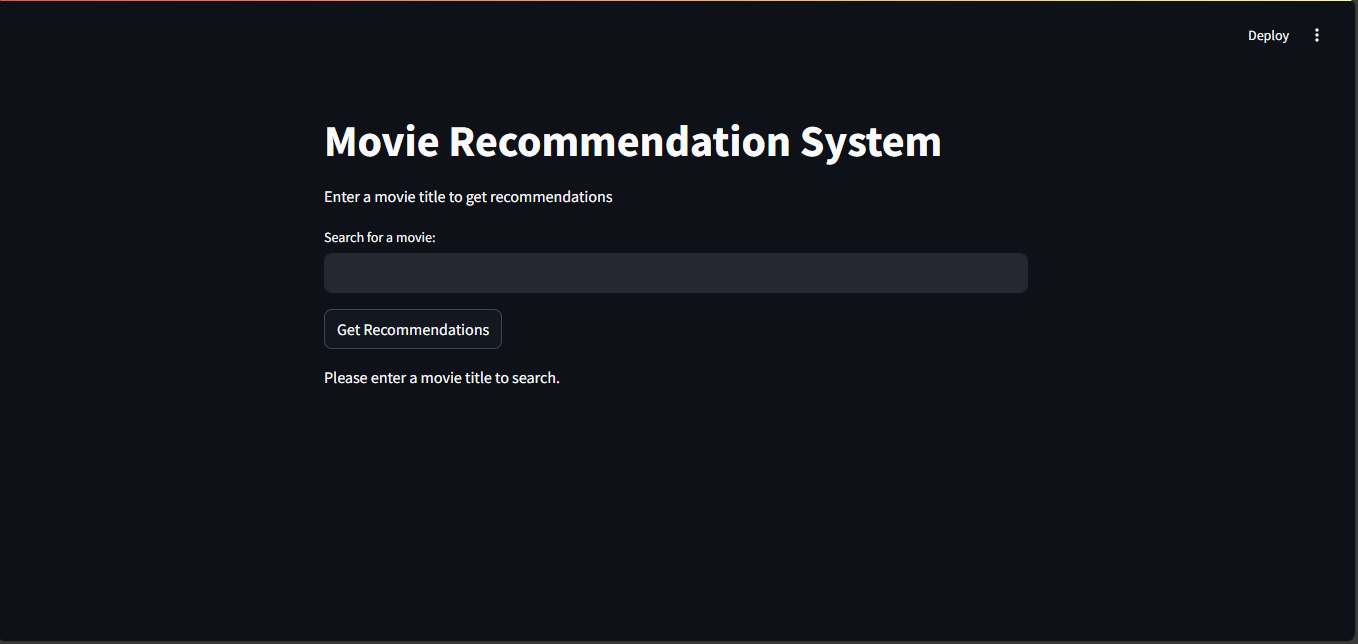 Deploy
Movie Recommendation System
Enter a movie title to get recommendations
Search for a movie:
Get Recommendations
Please enter a movie title to search.